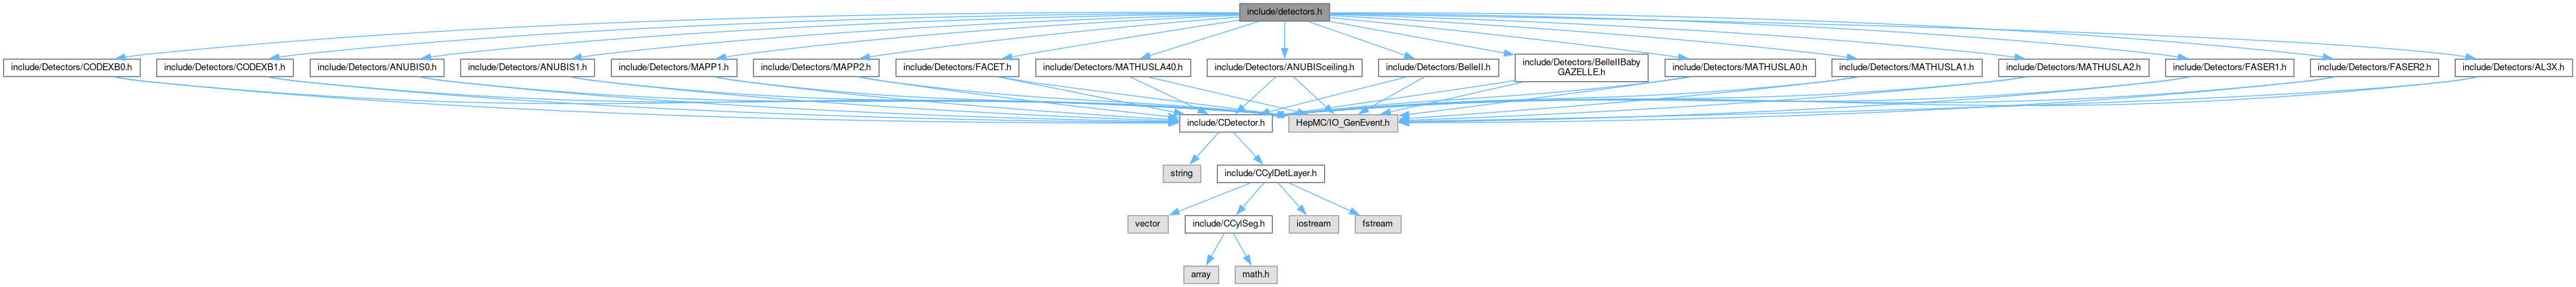 include/detectors.h
include/Detectors/CODEXB0.h
include/Detectors/CODEXB1.h
include/Detectors/ANUBIS0.h
include/Detectors/ANUBIS1.h
include/Detectors/MAPP1.h
include/Detectors/MAPP2.h
include/Detectors/FACET.h
include/Detectors/MATHUSLA40.h
include/Detectors/ANUBISceiling.h
include/Detectors/BelleII.h
include/Detectors/BelleIIBaby
GAZELLE.h
include/Detectors/MATHUSLA0.h
include/Detectors/MATHUSLA1.h
include/Detectors/MATHUSLA2.h
include/Detectors/FASER1.h
include/Detectors/FASER2.h
include/Detectors/AL3X.h
include/CDetector.h
HepMC/IO_GenEvent.h
string
include/CCylDetLayer.h
vector
include/CCylSeg.h
iostream
fstream
array
math.h